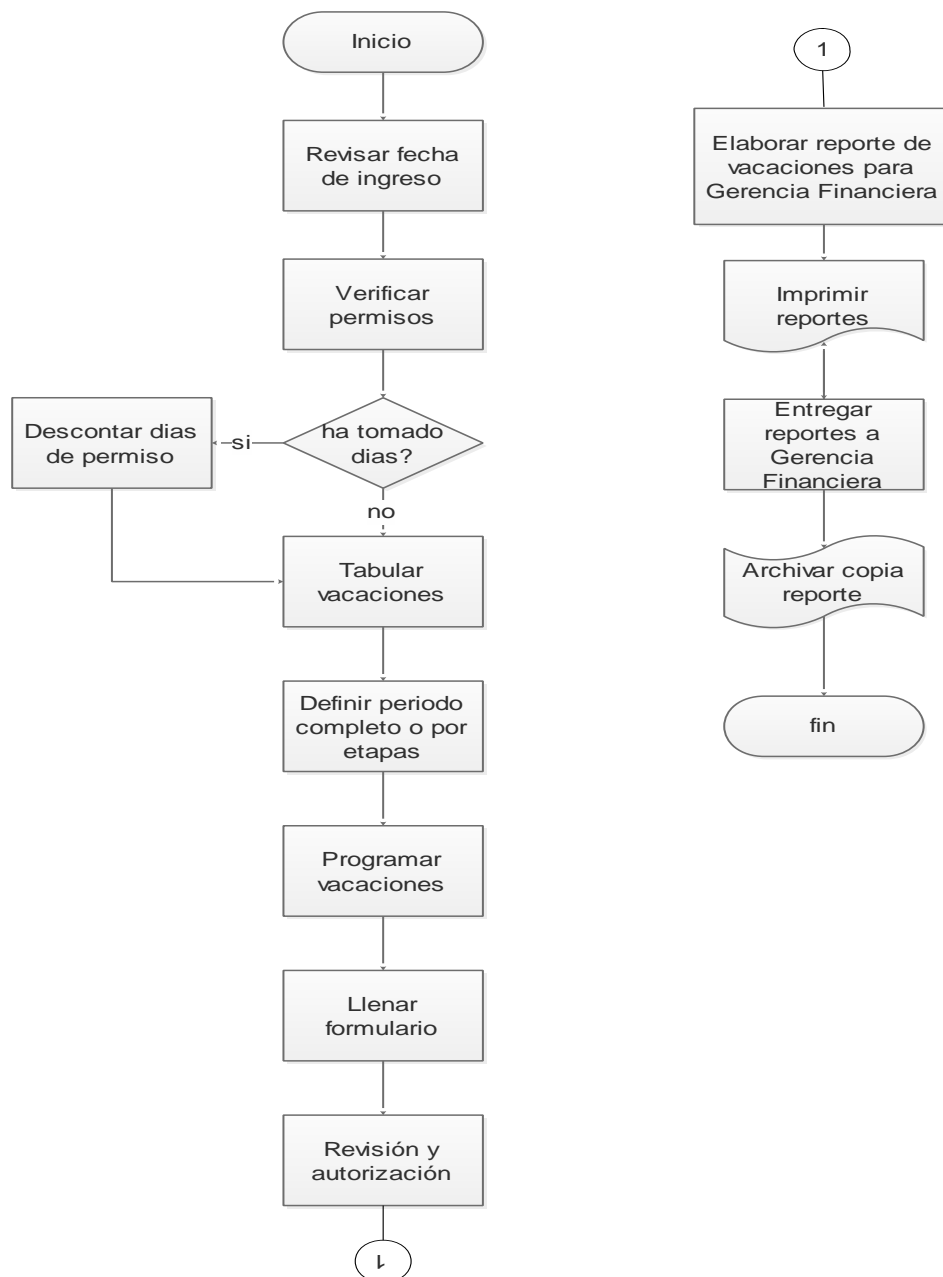 Inicio
Revisar fecha
de ingreso
Verificar
permisos
ha tomado
dias?
si
Descontar dias
de permiso
no
Tabular
vacaciones
Definir periodo
completo o por
etapas
Programar
vacaciones
Llenar
formulario
Revisión y
autorización
1
1
Elaborar reporte de
vacaciones para
Gerencia Financiera
Imprimir
reportes
Entregar
reportes a
Gerencia
Financiera
Archivar copia
reporte
fin